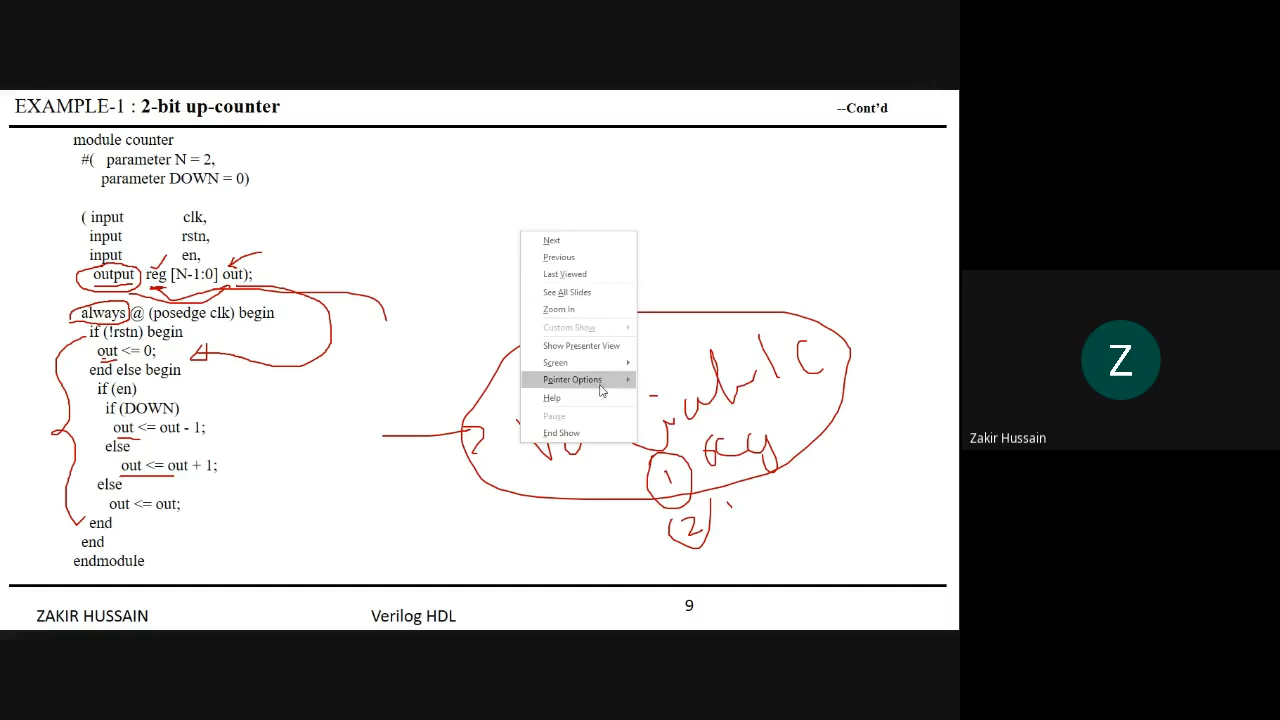 EXAMPLE-1 : 2-bit up-counter
--Cont'd
module counter
#( parameter N = 2,
parameter DOWN = 0)
( input clk,
input rstn,
input en,
output reg [N-1:0] out);
always @ (posedge clk) begin
if (!rstn) begin
out <= 0;
end else begin
if (en)
if (DOWN)
out <= out - 1;
else
out <= out + 1;
else
out <= out;
end
end
endmodule
Next
Previous
Last Viewed
See All Slides
Zoom In
Custom Show
Show Presenter View
Screen
Pointer Options
Help
Pause
End Show
1
2
ZAKIR HUSSAIN
Verilog HDL
9
Z
Zakir Hussain